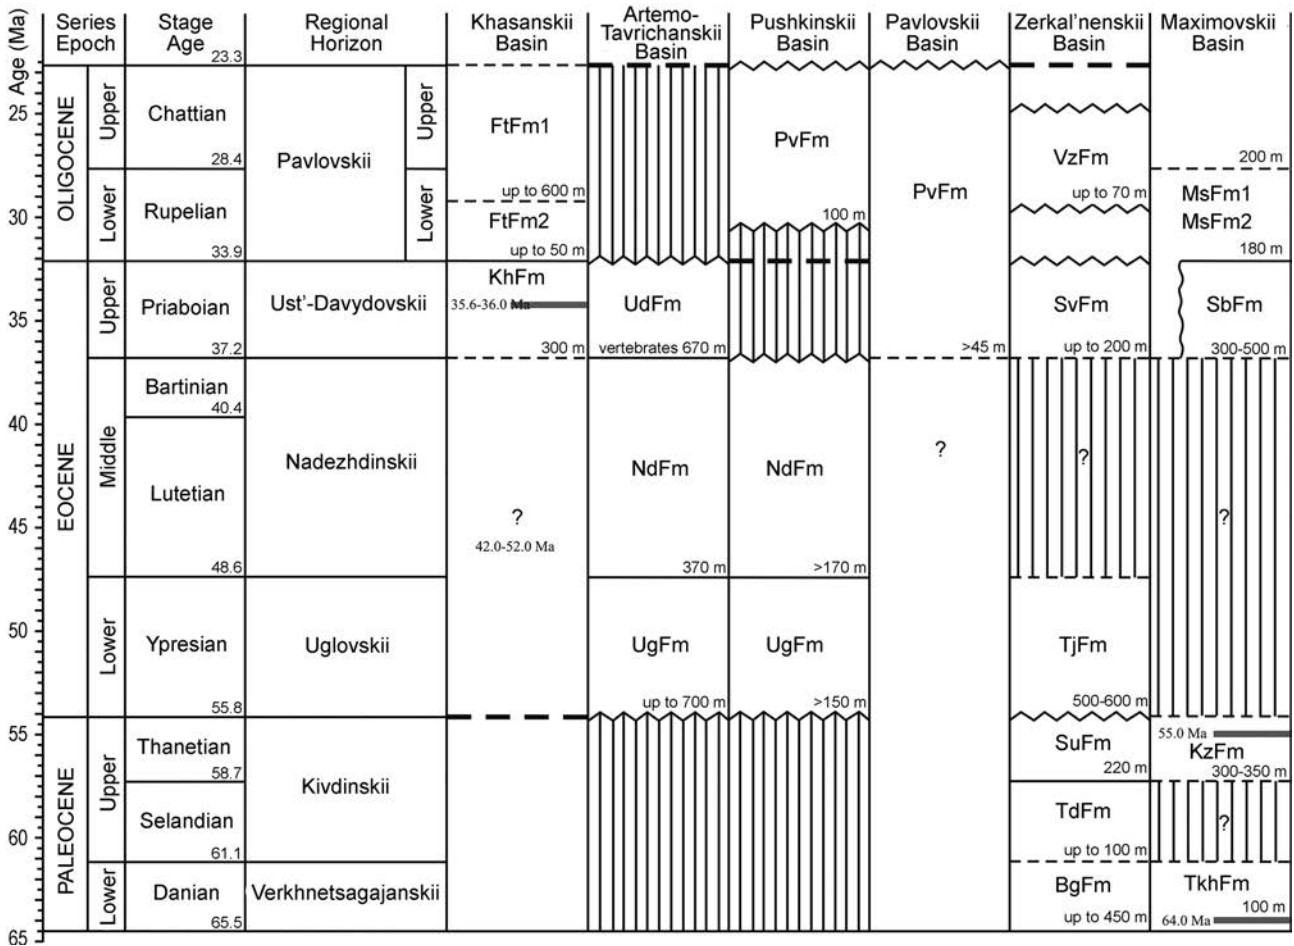 Age (Ma)
Series
Epoch
Stage
Age
23.3
Regional
Horizon
Khasanskii
Basin
Artemo-
Tavrichanskii
Basin
Pushkinskii
Basin
Pavlovskii
Basin
Zerkal'nenskii
Basin
Maximovskii
Basin
25
30
35
40
45
50
55
60
65
OLIGOCENE
Upper
Lower
EOCENE
Upper
Middle
Lower
PALEOCENE
Upper
Lower
Chattian
28.4
Rupelian
33.9
Priaboian
37.2
Bartinian
40.4
Lutetian
48.6
Ypresian
55.8
Thanetian
58.7
Selandian
61.1
Danian
65.5
Pavlovskii
Upper
Lower
Ust'-Davydovskii
Nadezhdinskii
Uglovskii
Kivdinskii
Verkhnetsagajanskii
FtFm1
up to 600 m
FtFm2
up to 50 m
KhFm
35.6-36.0 Ma
300 m
?
42.0-52.0 Ma
UdFm
vertebrates 670 m
NdFm
370 m
UgFm
up to 700 m
PvFm
100 m
NdFm
>170 m
UgFm
>150 m
PvFm
>45 m
?
VzFm
up to 70 m
SvFm
up to 200 m
?
TjFm
500-600 m
SuFm
220 m
TdFm
up to 100 m
BgFm
up to 450 m
200 m
MsFm1
MsFm2
180 m
SbFm
300-500 m
?
55.0 Ma
KzFm
300-350 m
?
TkhFm
100 m
64.0 Ma